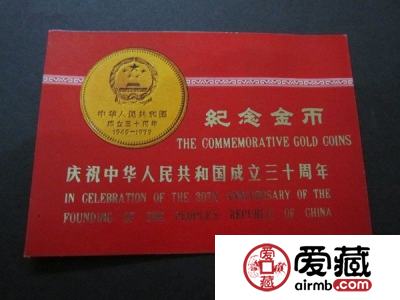 中华人民共和国
成立三十周年
1949-1979
紀念金币
THE COMMEMORATIVE GOLD COINS
庆祝中华人民共和国成立三十周年
IN CELEBRATION OF THE 30TH ANNIVERSARY OF THE
FOUNDING OF THE PEOPLE'S REPUBLIC OF CHINA
爱藏
airmb.com